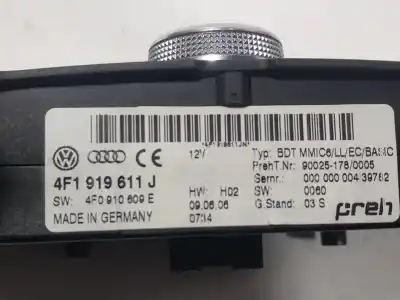 *4F1919611JN*
12V Typ: BDT MMIC6/LL/EC/BAS4C
PrehT.Nr: 90025-178/0005
4F1 919 611 J Sernr.: 000 000 004 39782
SW: 4F0 910 609 E HW: H02 SW: 0060
09.06.06 G.Stand: 03 S
MADE IN GERMANY 07:14 preh